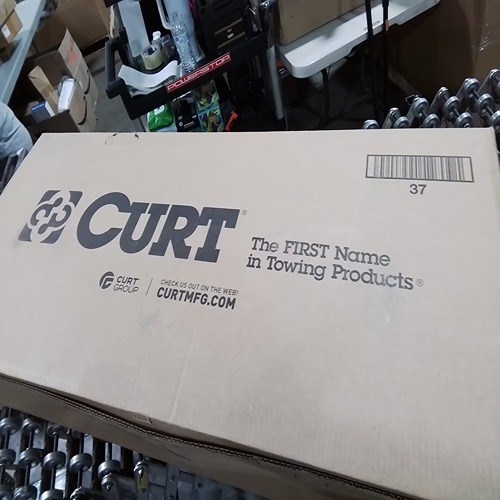 POWERSTOP
37
CURT®
The FIRST Name
in Towing Products®
CURT
GROUP
CHECK US OUT ON THE WEB!
CURTMFG.COM